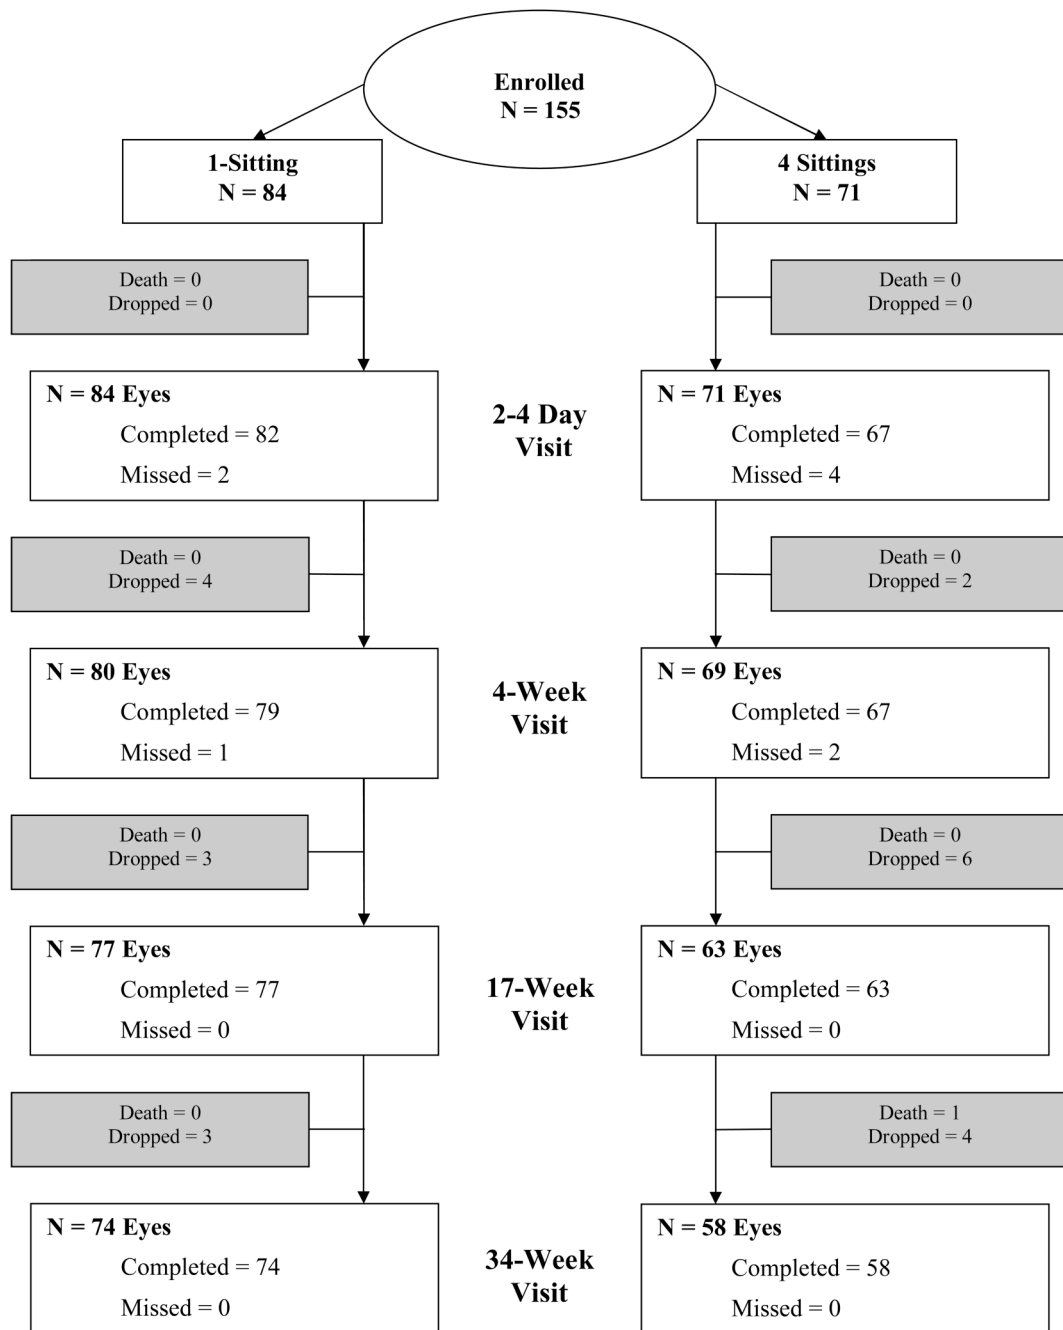 Enrolled
N = 155
1-Sitting
N = 84
4 Sittings
N = 71
Death = 0
Dropped = 0
Death = 0
Dropped = 0
N = 84 Eyes
Completed = 82
Missed = 2
2-4 Day
Visit
N = 71 Eyes
Completed = 67
Missed = 4
Death = 0
Dropped = 4
Death = 0
Dropped = 2
N = 80 Eyes
Completed = 79
Missed = 1
4-Week
Visit
N = 69 Eyes
Completed = 67
Missed = 2
Death = 0
Dropped = 3
Death = 0
Dropped = 6
N = 77 Eyes
Completed = 77
Missed = 0
17-Week
Visit
N = 63 Eyes
Completed = 63
Missed = 0
Death = 0
Dropped = 3
Death = 1
Dropped = 4
N = 74 Eyes
Completed = 74
Missed = 0
34-Week
Visit
N = 58 Eyes
Completed = 58
Missed = 0